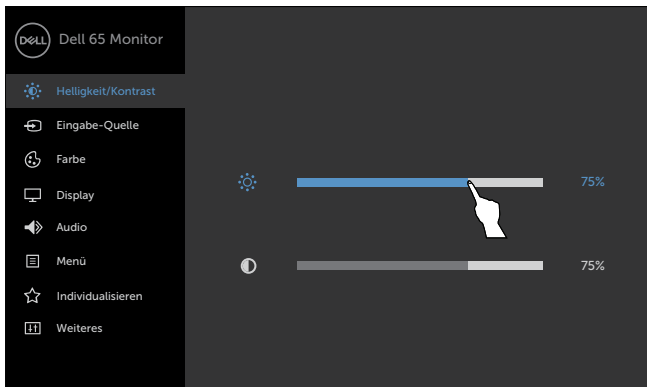 DELL Dell 65 Monitor
Helligkeit/Kontrast
Eingabe-Quelle
Farbe
Display
75%
Audio
Menü
75%
Individualisieren
Weiteres